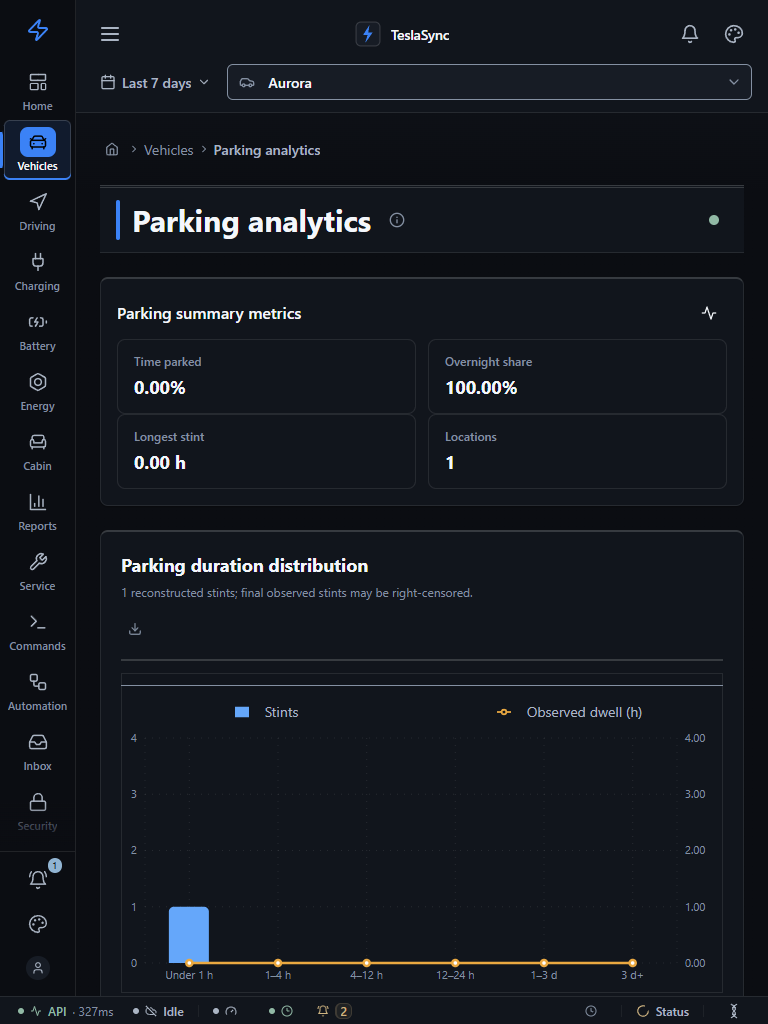 TeslaSync
Last 7 days
Aurora
Home
Vehicles
Driving
Charging
Battery
Energy
Cabin
Reports
Service
Commands
Automation
Inbox
Security
1
Vehicles > Parking analytics
Parking analytics
Parking summary metrics
Time parked
0.00%
Overnight share
100.00%
Longest stint
0.00 h
Locations
1
Parking duration distribution
1 reconstructed stints; final observed stints may be right-censored.
Stints
Observed dwell (h)
4 4.00
3 3.00
2 2.00
1 1.00
0 0.00
Under 1 h 1–4 h 4–12 h 12–24 h 1–3 d 3 d+
API · 327ms Idle 2 Status